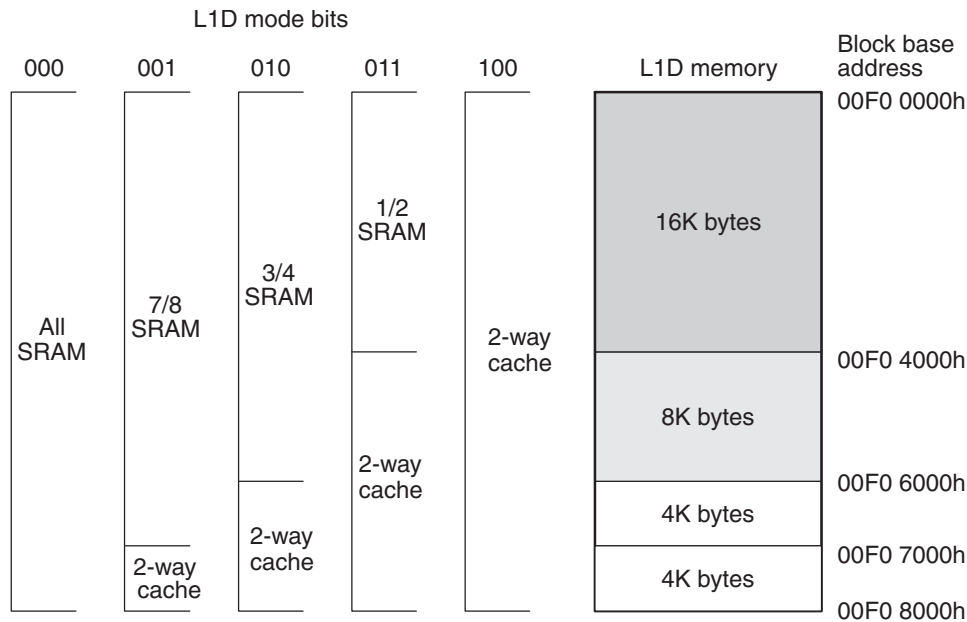 L1D mode bits
000 001 010 011 100 L1D memory
Block base
address
00F0 0000h
1/2
SRAM
16K bytes
3/4
SRAM
7/8
SRAM
All
SRAM
2-way
cache
00F0 4000h
8K bytes
2-way
cache
00F0 6000h
4K bytes
2-way
cache
00F0 7000h
2-way
cache
4K bytes
00F0 8000h